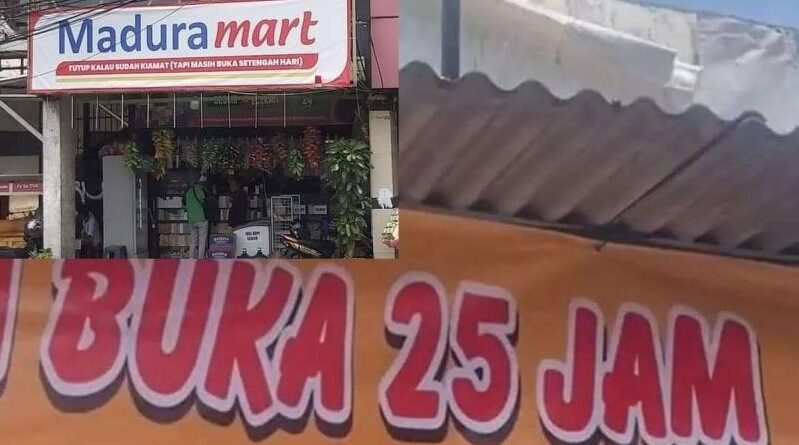 Madura mart
TUTUP KALAU SUDAH KIAMAT (TAPI MASIH BUKA SETENGAH HARI)
BUKA 25 JAM